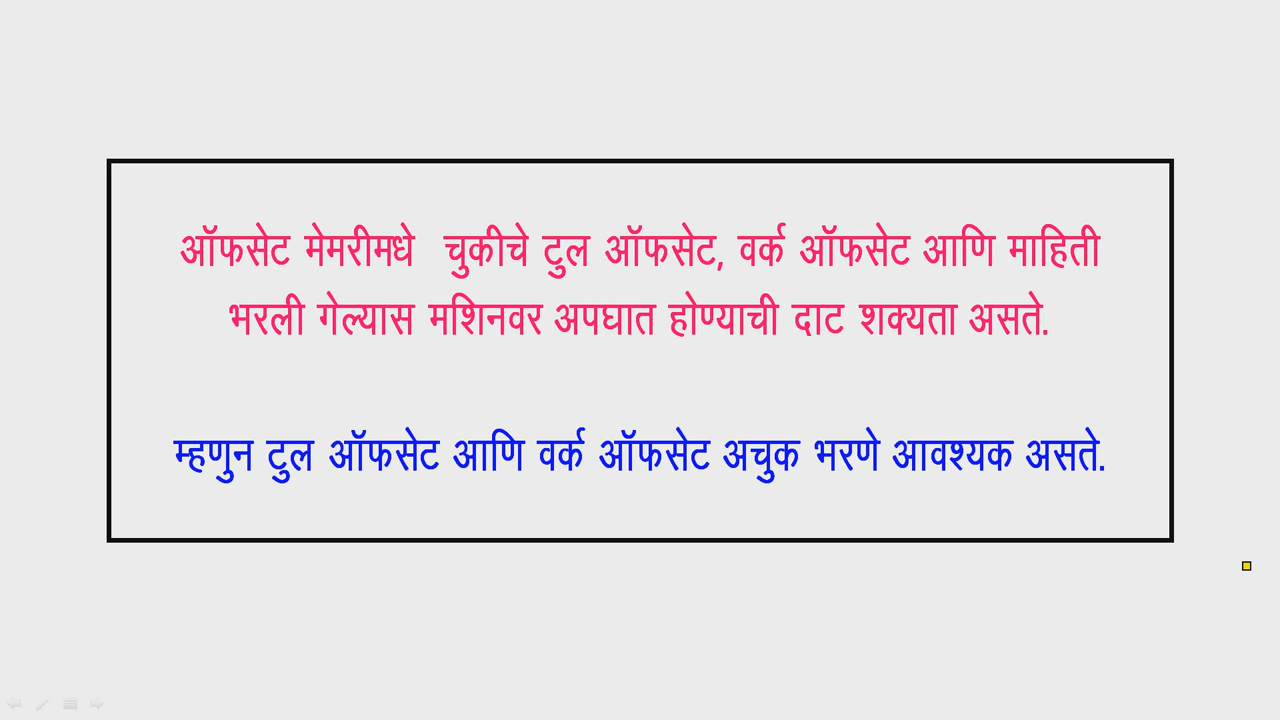 ऑफसेट मेमरीमधे चुकीचे टुल ऑफसेट, वर्क ऑफसेट आणि माहिती
भरली गेल्यास मशिनवर अपघात होण्याची दाट शक्यता असते.
म्हणुन टुल ऑफसेट आणि वर्क ऑफसेट अचुक भरणे आवश्यक असते.